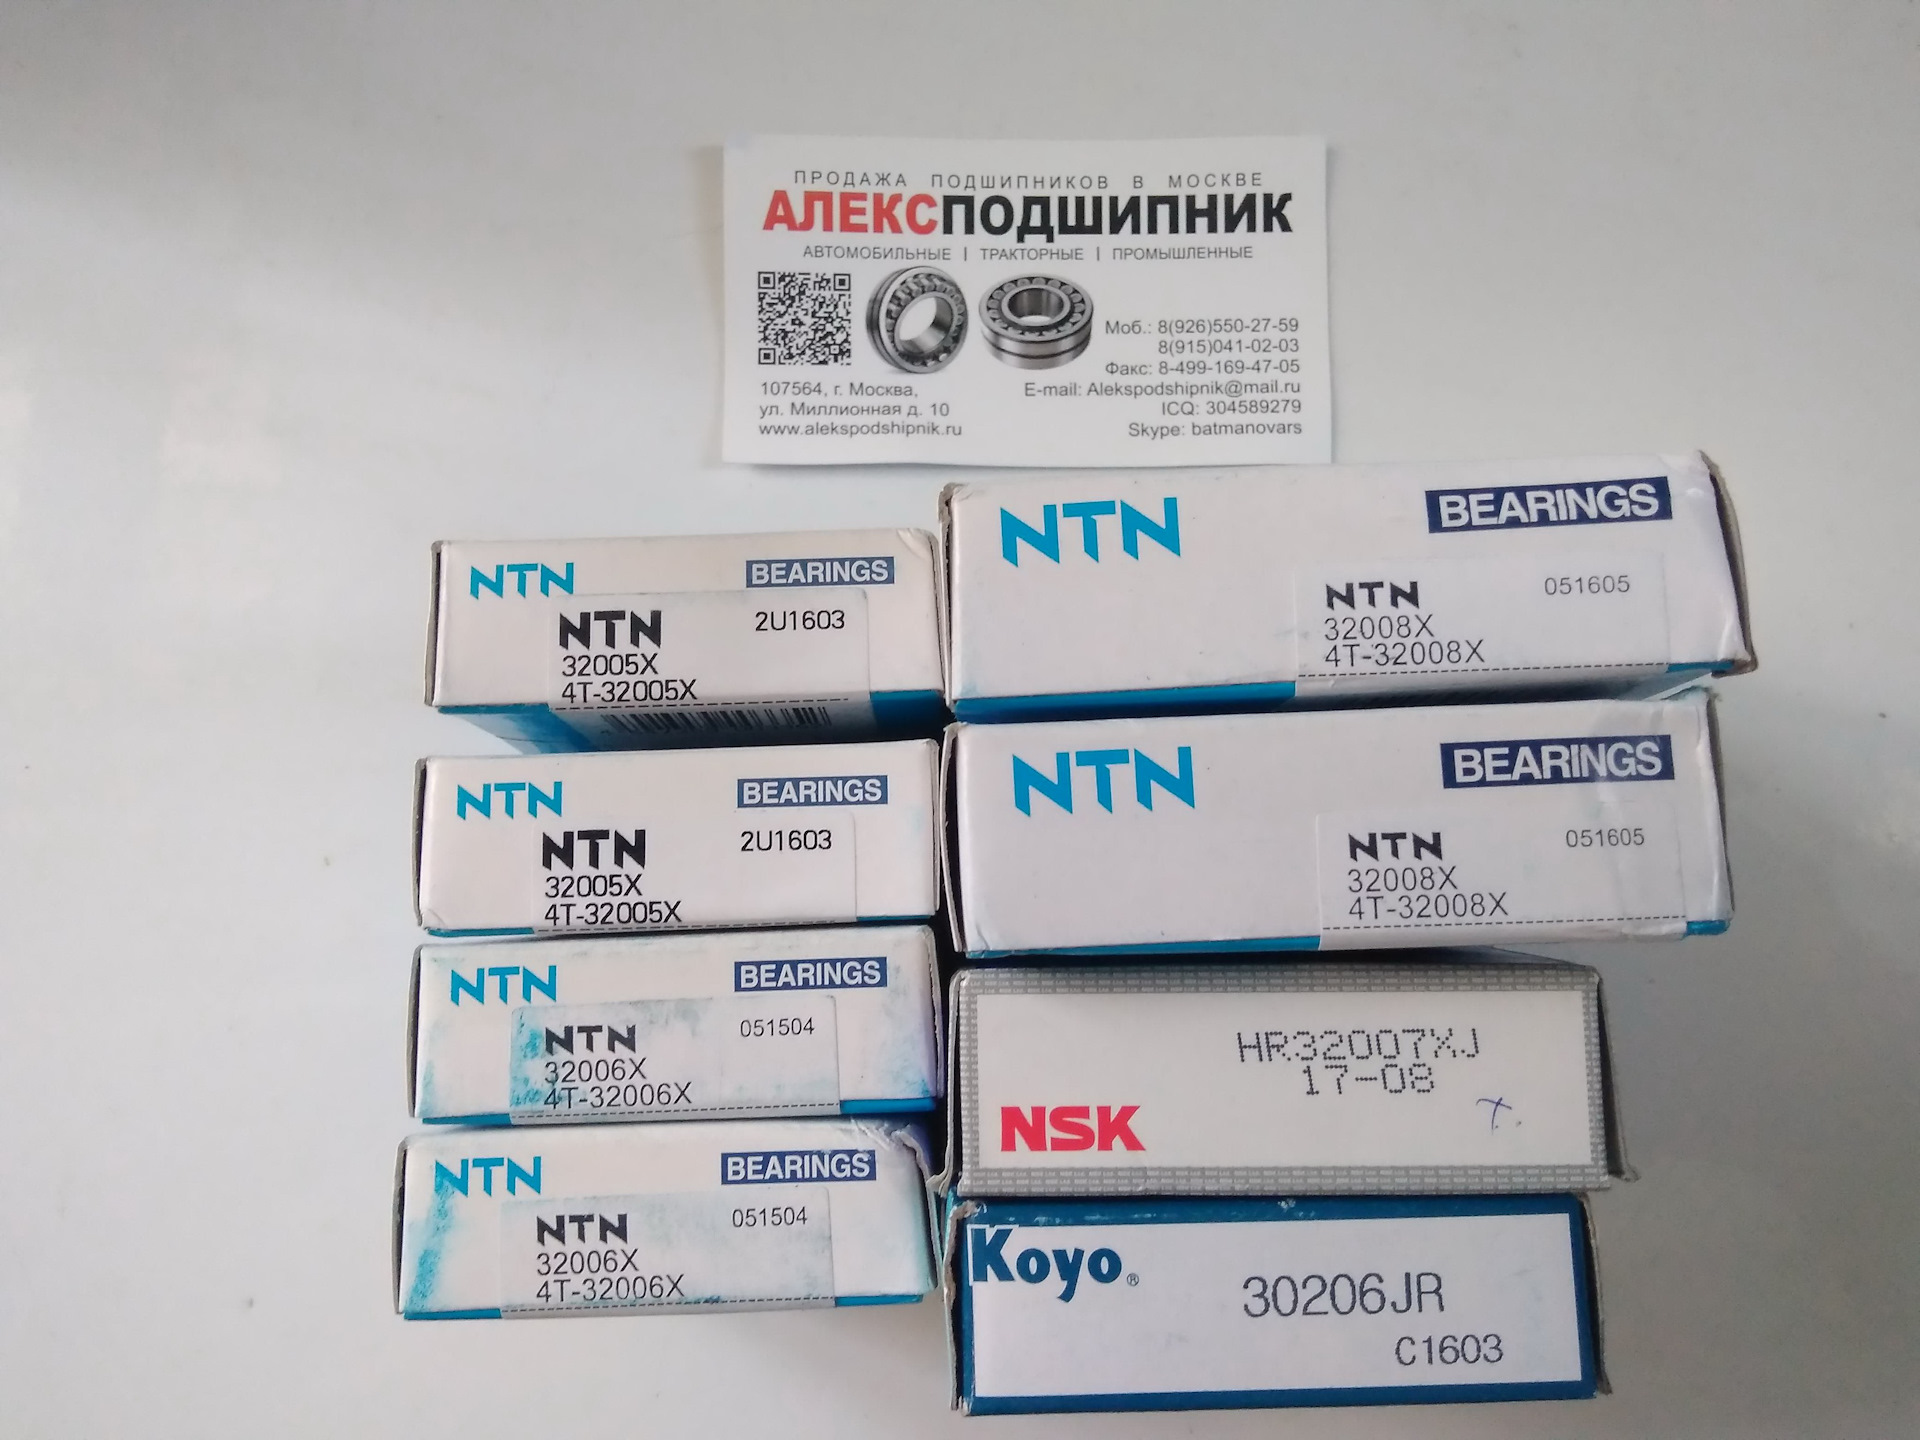 ПРОДАЖА ПОДШИПНИКОВ В МОСКВЕ
АЛЕКСПОДШИПНИК
АВТОМОБИЛЬНЫЕ | ТРАКТОРНЫЕ | ПРОМЫШЛЕННЫЕ
Моб.: 8(926)550-27-59
8(915)041-02-03
Факс: 8-499-169-47-05
107564, г. Москва,
ул. Миллионная д. 10
www.alekspodshipnik.ru
E-mail: Alekspodshipnik@mail.ru
ICQ: 304589279
Skype: batmanovars
NTN BEARINGS
NTN 2U1603
32005X
4T-32005X
NTN BEARINGS
NTN 2U1603
32005X
4T-32005X
NTN BEARINGS
NTN 051504
32006X
4T-32006X
NTN BEARINGS
NTN 051504
32006X
4T-32006X
NTN BEARINGS
NTN 051605
32008X
4T-32008X
NTN BEARINGS
NTN 051605
32008X
4T-32008X
HR32007XJ
17-08
NSK
Koyo®
30206JR
C1603